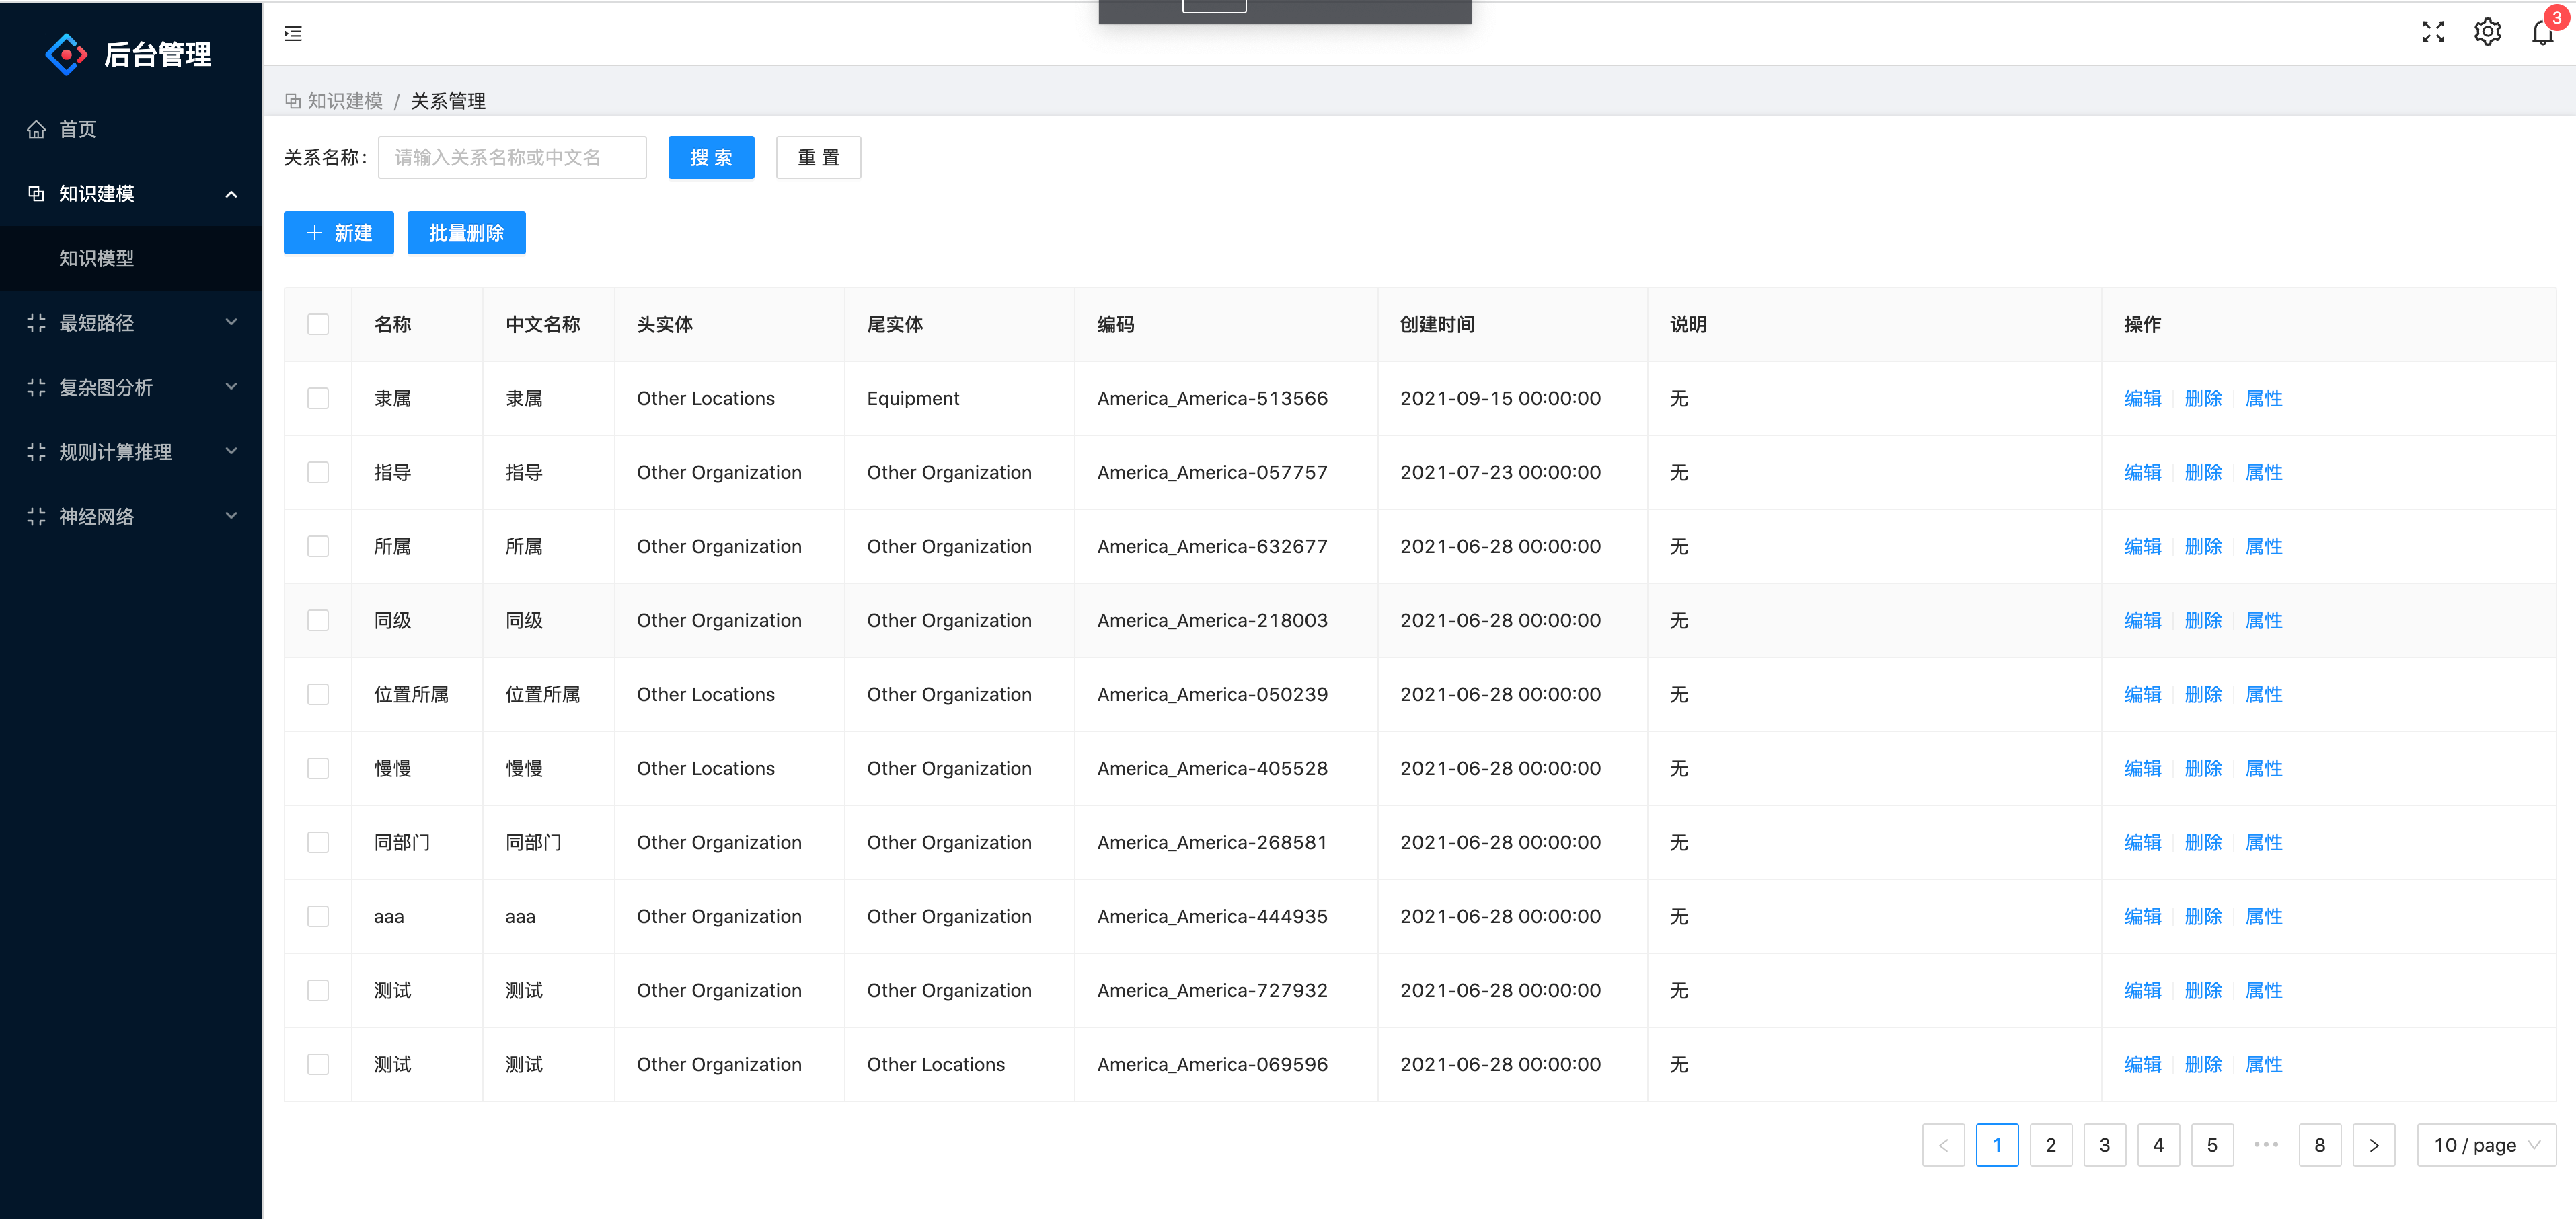 后台管理
3
首页
知识建模
知识模型
最短路径
复杂图分析
规则计算推理
神经网络
知识建模 / 关系管理
关系名称: 请输入关系名称或中文名 搜 索 重 置
新建 批量删除
名称 中文名称 头实体 尾实体 编码 创建时间 说明 操作
隶属 隶属 Other Locations Equipment America_America-513566 2021-09-15 00:00:00 无 编辑 删除 属性
指导 指导 Other Organization Other Organization America_America-057757 2021-07-23 00:00:00 无 编辑 删除 属性
所属 所属 Other Organization Other Organization America_America-632677 2021-06-28 00:00:00 无 编辑 删除 属性
同级 同级 Other Organization Other Organization America_America-218003 2021-06-28 00:00:00 无 编辑 删除 属性
位置所属 位置所属 Other Locations Other Organization America_America-050239 2021-06-28 00:00:00 无 编辑 删除 属性
慢慢 慢慢 Other Locations Other Organization America_America-405528 2021-06-28 00:00:00 无 编辑 删除 属性
同部门 同部门 Other Organization Other Organization America_America-268581 2021-06-28 00:00:00 无 编辑 删除 属性
aaa aaa Other Organization Other Organization America_America-444935 2021-06-28 00:00:00 无 编辑 删除 属性
测试 测试 Other Organization Other Organization America_America-727932 2021-06-28 00:00:00 无 编辑 删除 属性
测试 测试 Other Organization Other Locations America_America-069596 2021-06-28 00:00:00 无 编辑 删除 属性
1 2 3 4 5 ••• 8 10 / page